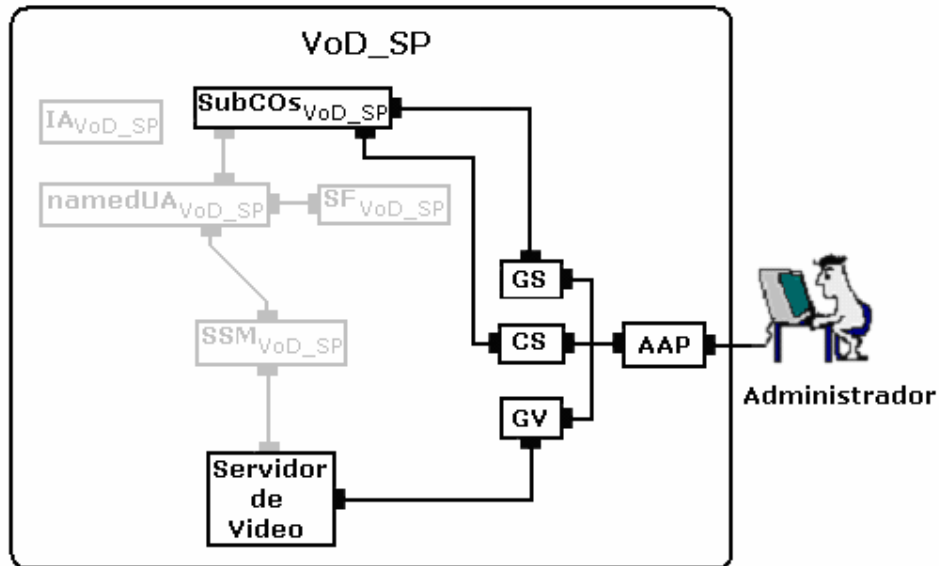 VoD_SP
SubCOsVoD_SP
IAVoD_SP
namedUAVoD_SP
SFVoD_SP
GS
SSMVoD_SP
CS
AAP
Administrador
GV
Servidor
de
Video